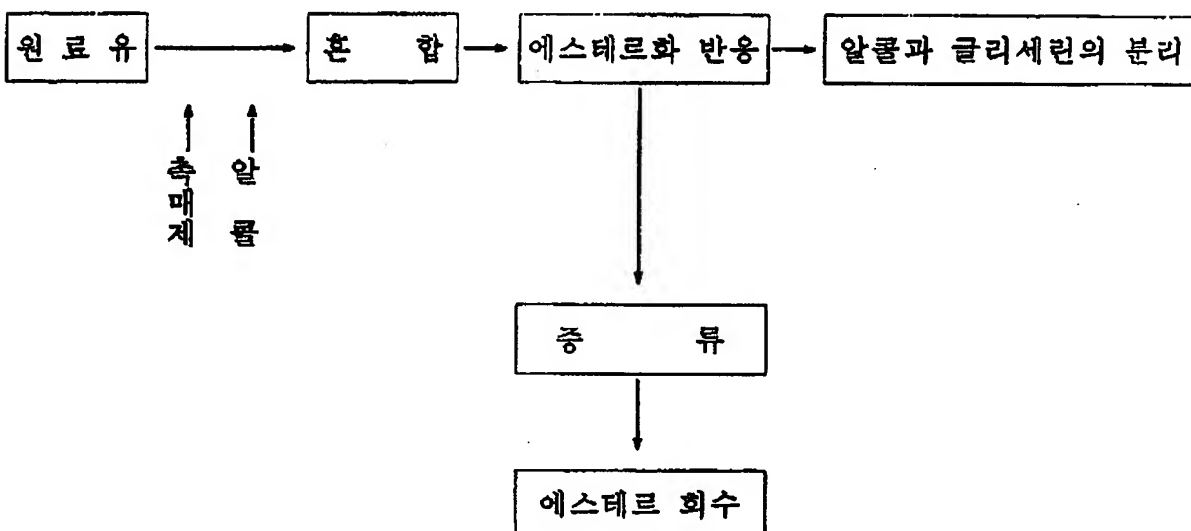 원료유
혼 합
에스테르화 반응
알콜과 글리세린의 분리
촉매제
알콜
증 류
에스테르 회수